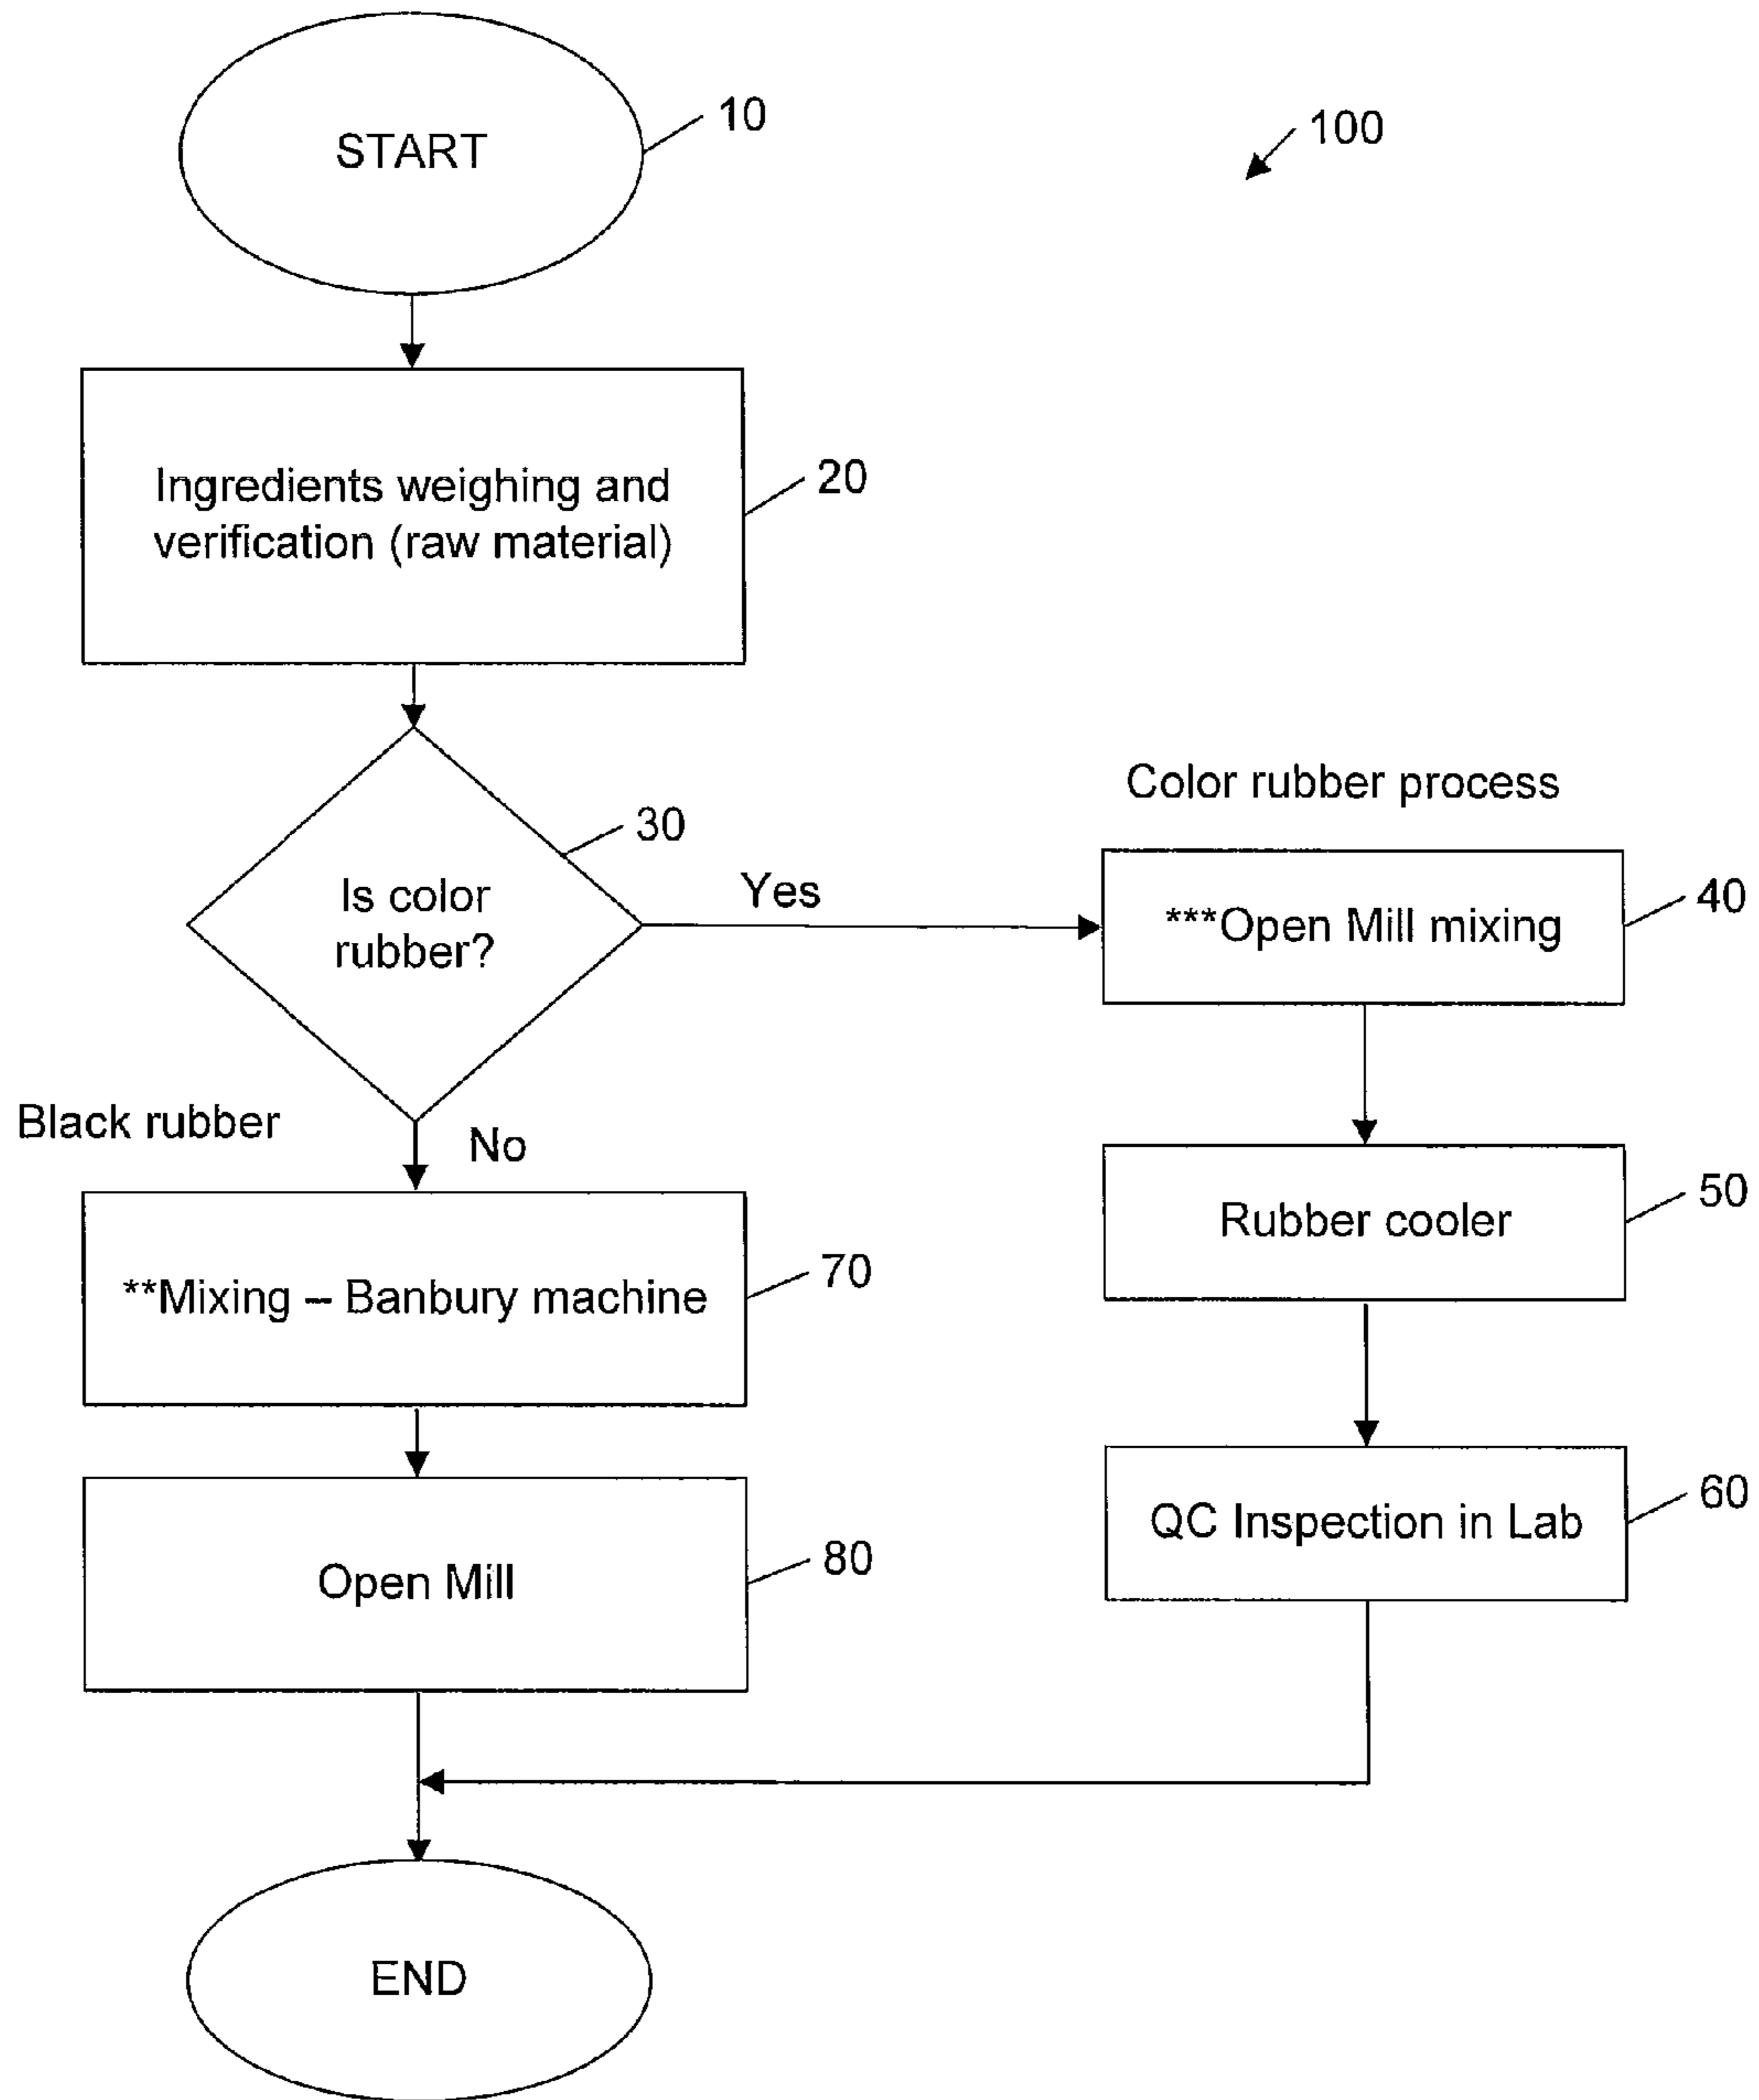 START
10
100
Ingredients weighing and
verification (raw material)
20
Is color
rubber?
30
Yes
Color rubber process
***Open Mill mixing
40
Rubber cooler
50
QC Inspection in Lab
60
Black rubber
No
**Mixing – Banbury machine
70
Open Mill
80
END